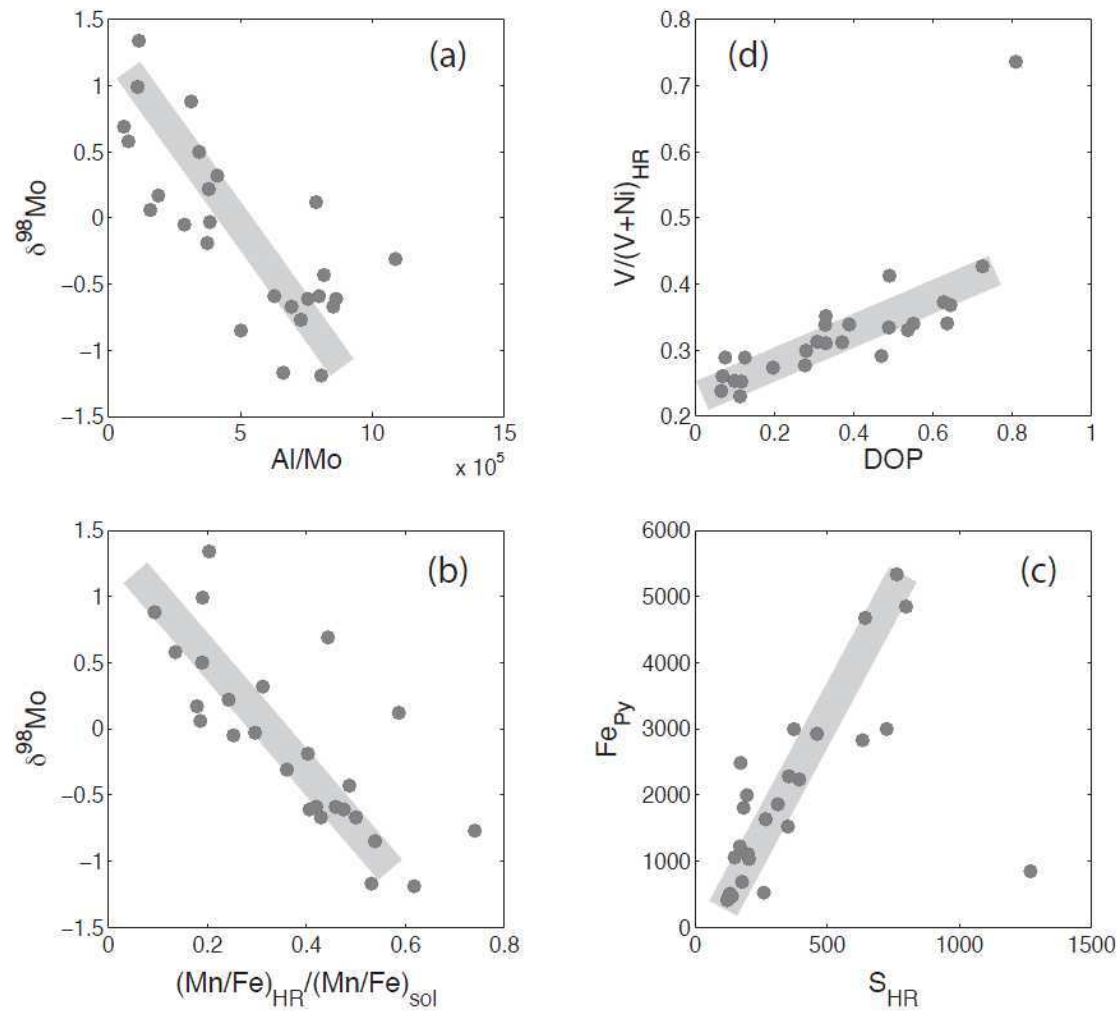 (a)
1.5
1
0.5
0
−0.5
−1
−1.5
δ98Mo
0 5 10 15
Al/Mo
x 10^5
(d)
0.8
0.7
0.6
0.5
0.4
0.3
0.2
V/(V+Ni)HR
0 0.2 0.4 0.6 0.8 1
DOP
(b)
1.5
1
0.5
0
−0.5
−1
−1.5
δ98Mo
0 0.2 0.4 0.6 0.8
(Mn/Fe)HR/(Mn/Fe)sol
(c)
6000
5000
4000
3000
2000
1000
0
FePy
0 500 1000 1500
SHR